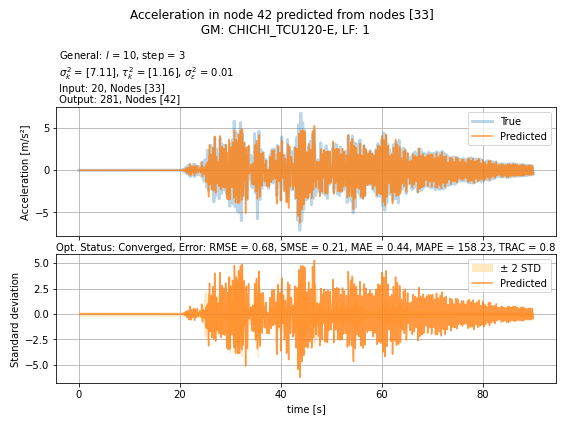 Acceleration in node 42 predicted from nodes [33]
GM: CHICHI_TCU120-E, LF: 1
General: l = 10, step = 3
σ²ₖ = [7.11], τ²ₖ = [1.16], σ²ε = 0.01
Input: 20, Nodes [33]
Output: 281, Nodes [42]
True
Predicted
Acceleration [m/s²]
5
0
−5
Opt. Status: Converged, Error: RMSE = 0.68, SMSE = 0.21, MAE = 0.44, MAPE = 158.23, TRAC = 0.8
± 2 STD
Predicted
Standard deviation
5.0
2.5
0.0
−2.5
−5.0
0 20 40 60 80
time [s]